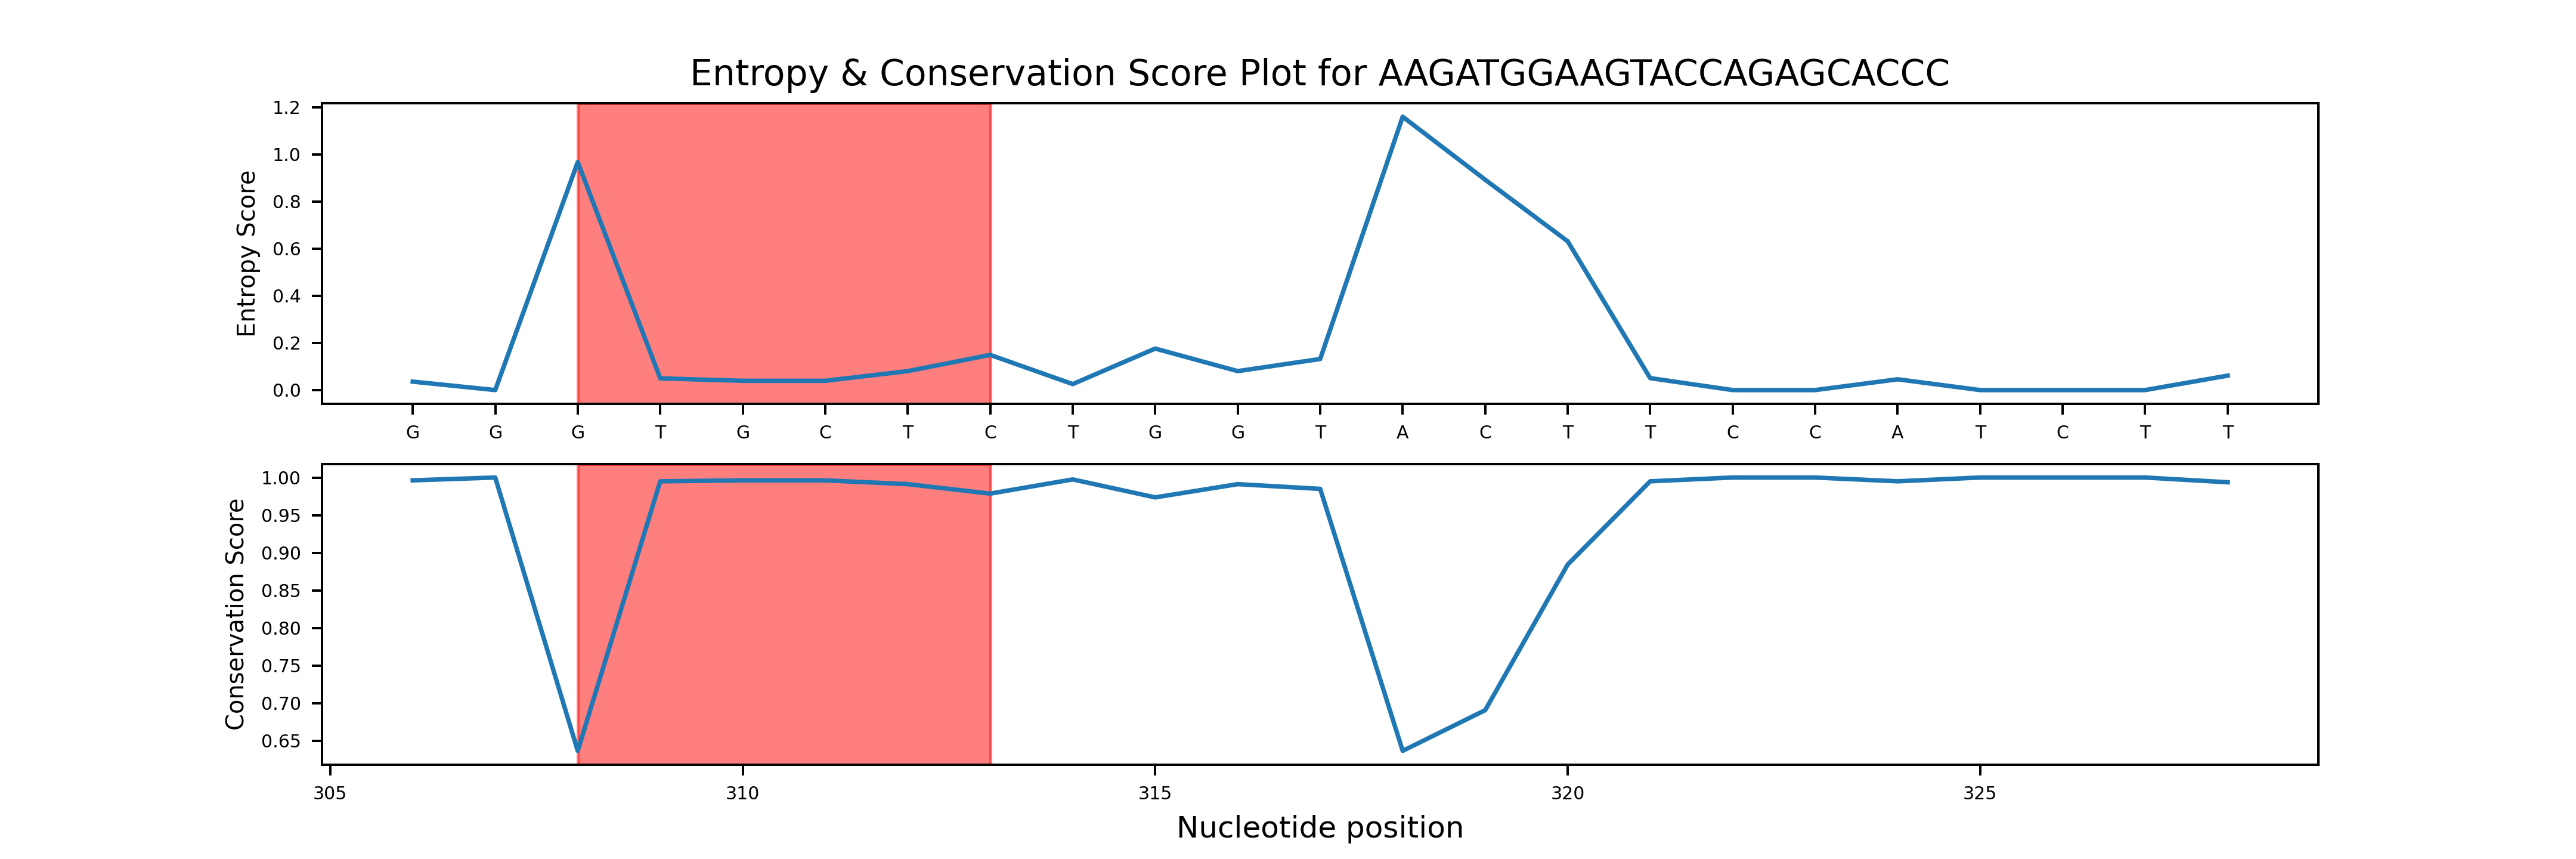 Entropy & Conservation Score Plot for AAGATGGAAGTACCAGAGCACCC
Entropy Score
1.2
1.0
0.8
0.6
0.4
0.2
0.0
G G G T G C T C T G G T A C T T C C A T C T T
Conservation Score
1.00
0.95
0.90
0.85
0.80
0.75
0.70
0.65
305 310 315 320 325
Nucleotide position